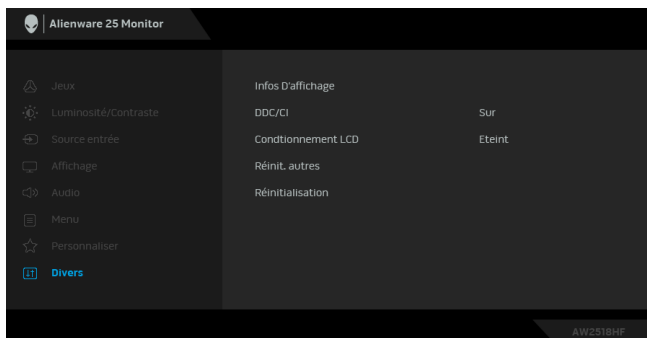 Alienware 25 Monitor
Jeux
Infos D'affichage
Luminosité/Contraste
DDC/CI
Sur
Source entrée
Condtionnement LCD
Eteint
Affichage
Réinit. autres
Audio
Réinitialisation
Menu
Personnaliser
Divers
AW2518HF